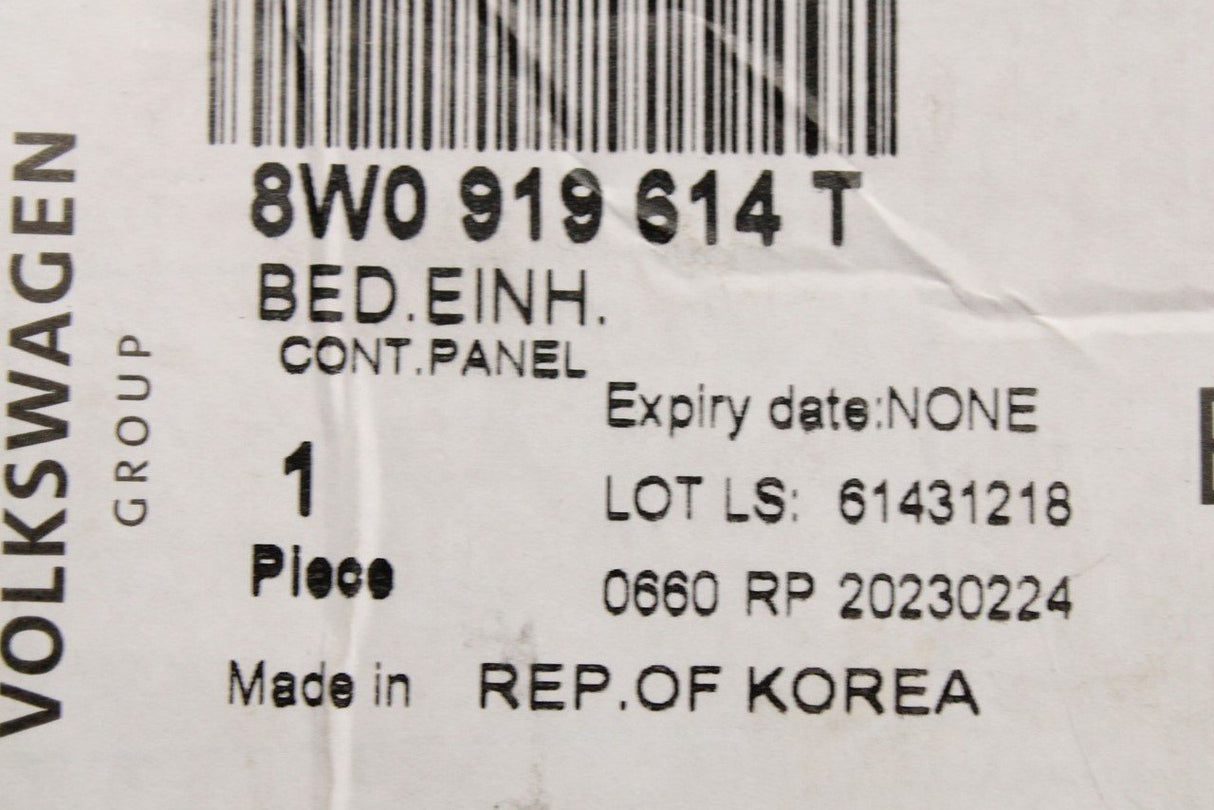 VOLKSWAGEN
GROUP
8W0 919 614 T
BED.EINH.
CONT.PANEL
Expiry date:NONE
1
LOT LS: 61431218
Piece
0660 RP 20230224
Made in REP.OF KOREA